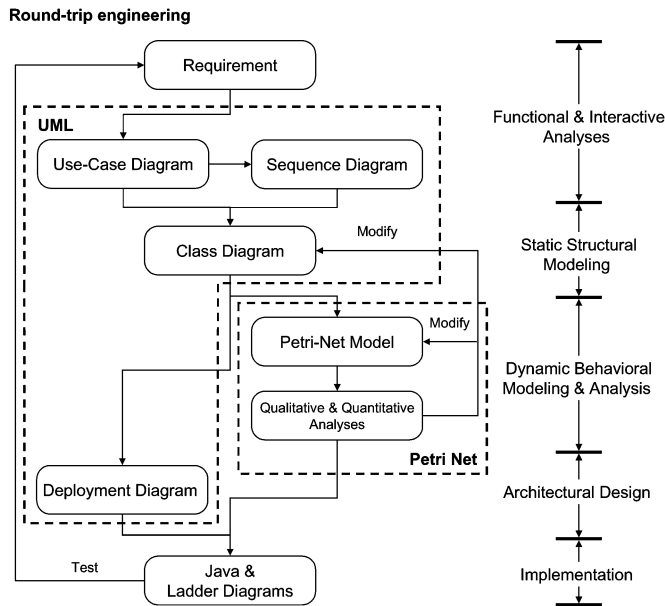 Round-trip engineering
Requirement
Functional & Interactive
Analyses
UML
Use-Case Diagram
Sequence Diagram
Class Diagram
Modify
Static Structural
Modeling
Petri-Net Model
Modify
Qualitative & Quantitative
Analyses
Dynamic Behavioral
Modeling & Analysis
Petri Net
Deployment Diagram
Architectural Design
Test
Java &
Ladder Diagrams
Implementation